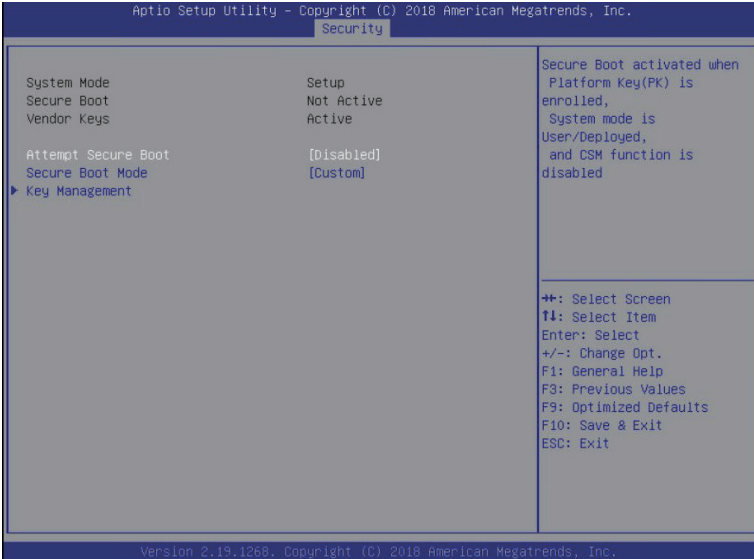 Aptio Setup Utility – Copyright (C) 2018 American Megatrends, Inc.
Security
System Mode Setup
Secure Boot Not Active
Vendor Keys Active
Attempt Secure Boot [Disabled]
Secure Boot Mode [Custom]
Key Management
Secure Boot activated when
Platform Key(PK) is
enrolled,
System mode is
User/Deployed,
and CSM function is
disabled
→←: Select Screen
↑↓: Select Item
Enter: Select
+/-: Change Opt.
F1: General Help
F3: Previous Values
F9: Optimized Defaults
F10: Save & Exit
ESC: Exit
Version 2.19.1268. Copyright (C) 2018 American Megatrends, Inc.